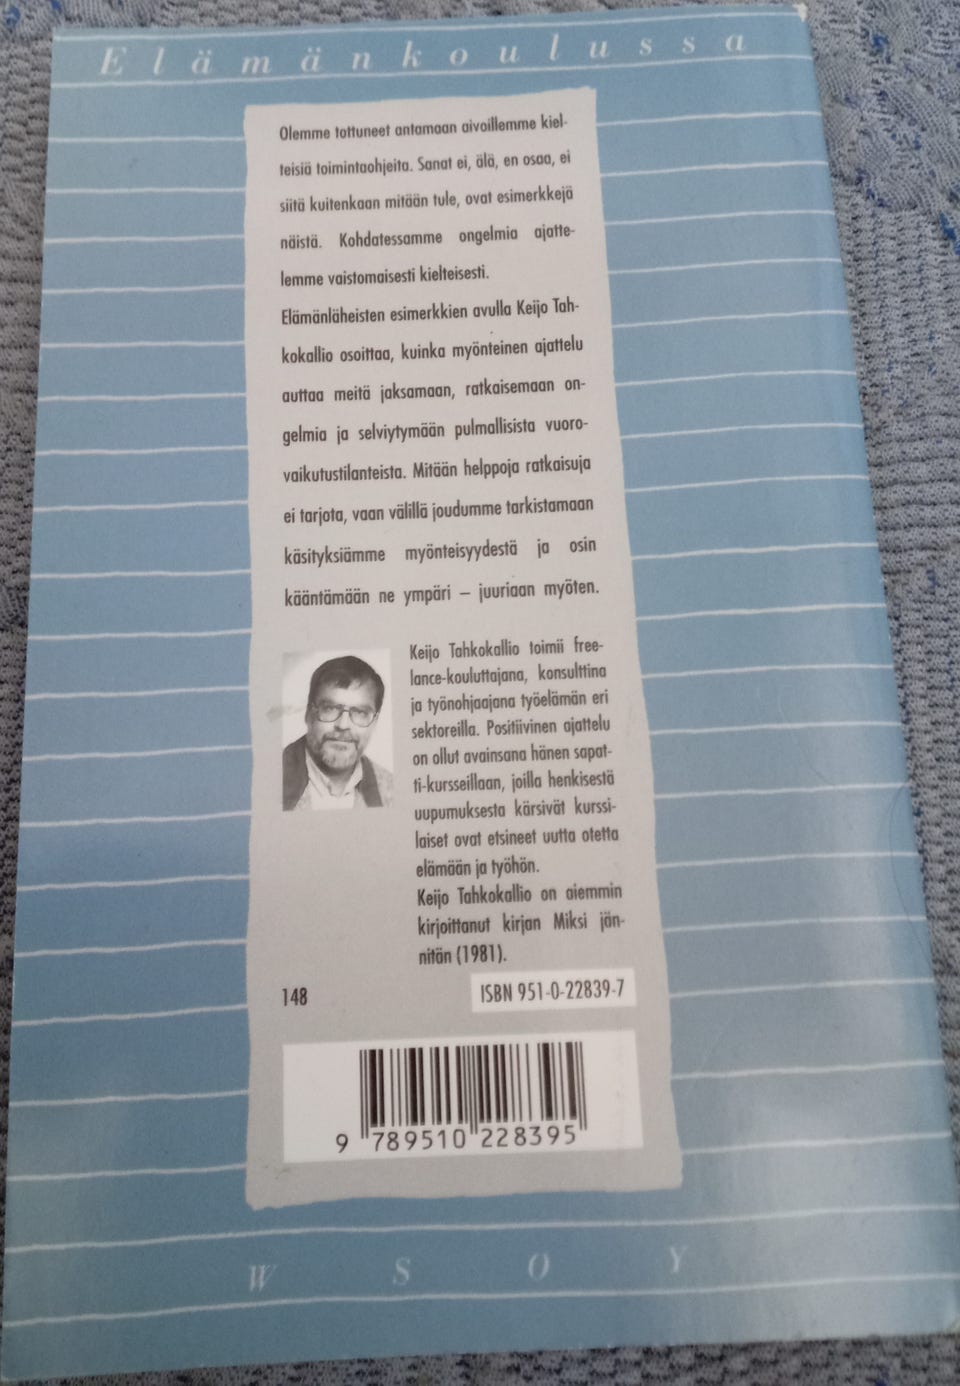 Elämänkoulussa
Olemme tottuneet antamaan aivoillemme kiel-
teisiä toimintaohjeita. Sanat ei, älä, en osaa, ei
siitä kuitenkaan mitään tule, ovat esimerkkejä
näistä. Kohdatessamme ongelmia ajatte-
lemme vaistomaisesti kielteisesti.
Elämänläheisten esimerkkien avulla Keijo Tah-
kokallio osoittaa, kuinka myönteinen ajattelu
auttaa meitä jaksamaan, ratkaisemaan on-
gelmia ja selviytymään pulmallisista vuoro-
vaikutustilanteista. Mitään helppoja ratkaisuja
ei tarjota, vaan välillä joudumme tarkistamaan
käsityksiämme myönteisyydestä ja osin
kääntämään ne ympäri – juuriaan myöten.
Keijo Tahkokallio toimii free-
lance-kouluttajana, konsulttina
ja työnohjaajana työelämän eri
sektoreilla. Positiivinen ajattelu
on ollut avainsana hänen sapat-
ti-kursseillaan, joilla henkisestä
uupumuksesta kärsivät kurssi-
laiset ovat etsineet uutta otetta
elämään ja työhön.
Keijo Tahkokallio on aiemmin
kirjoittanut kirjan Miksi jän-
nitän (1981).
148
ISBN 951-0-22839-7
9 789510 228395
WSOY